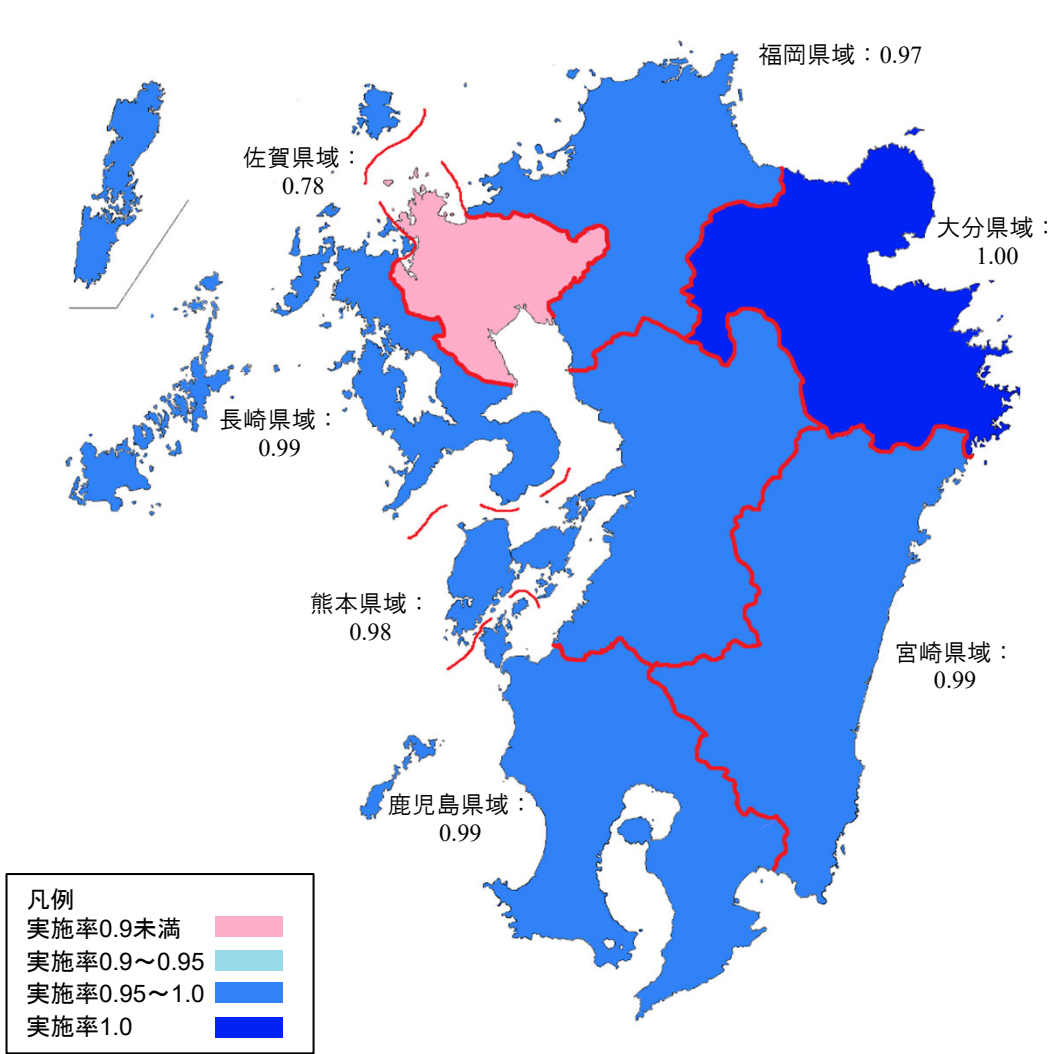 福岡県域：0.97
佐賀県域：
0.78
大分県域：
1.00
長崎県域：
0.99
熊本県域：
0.98
宮崎県域：
0.99
鹿児島県域：
0.99
凡例
実施率0.9未満
実施率0.9～0.95
実施率0.95～1.0
実施率1.0